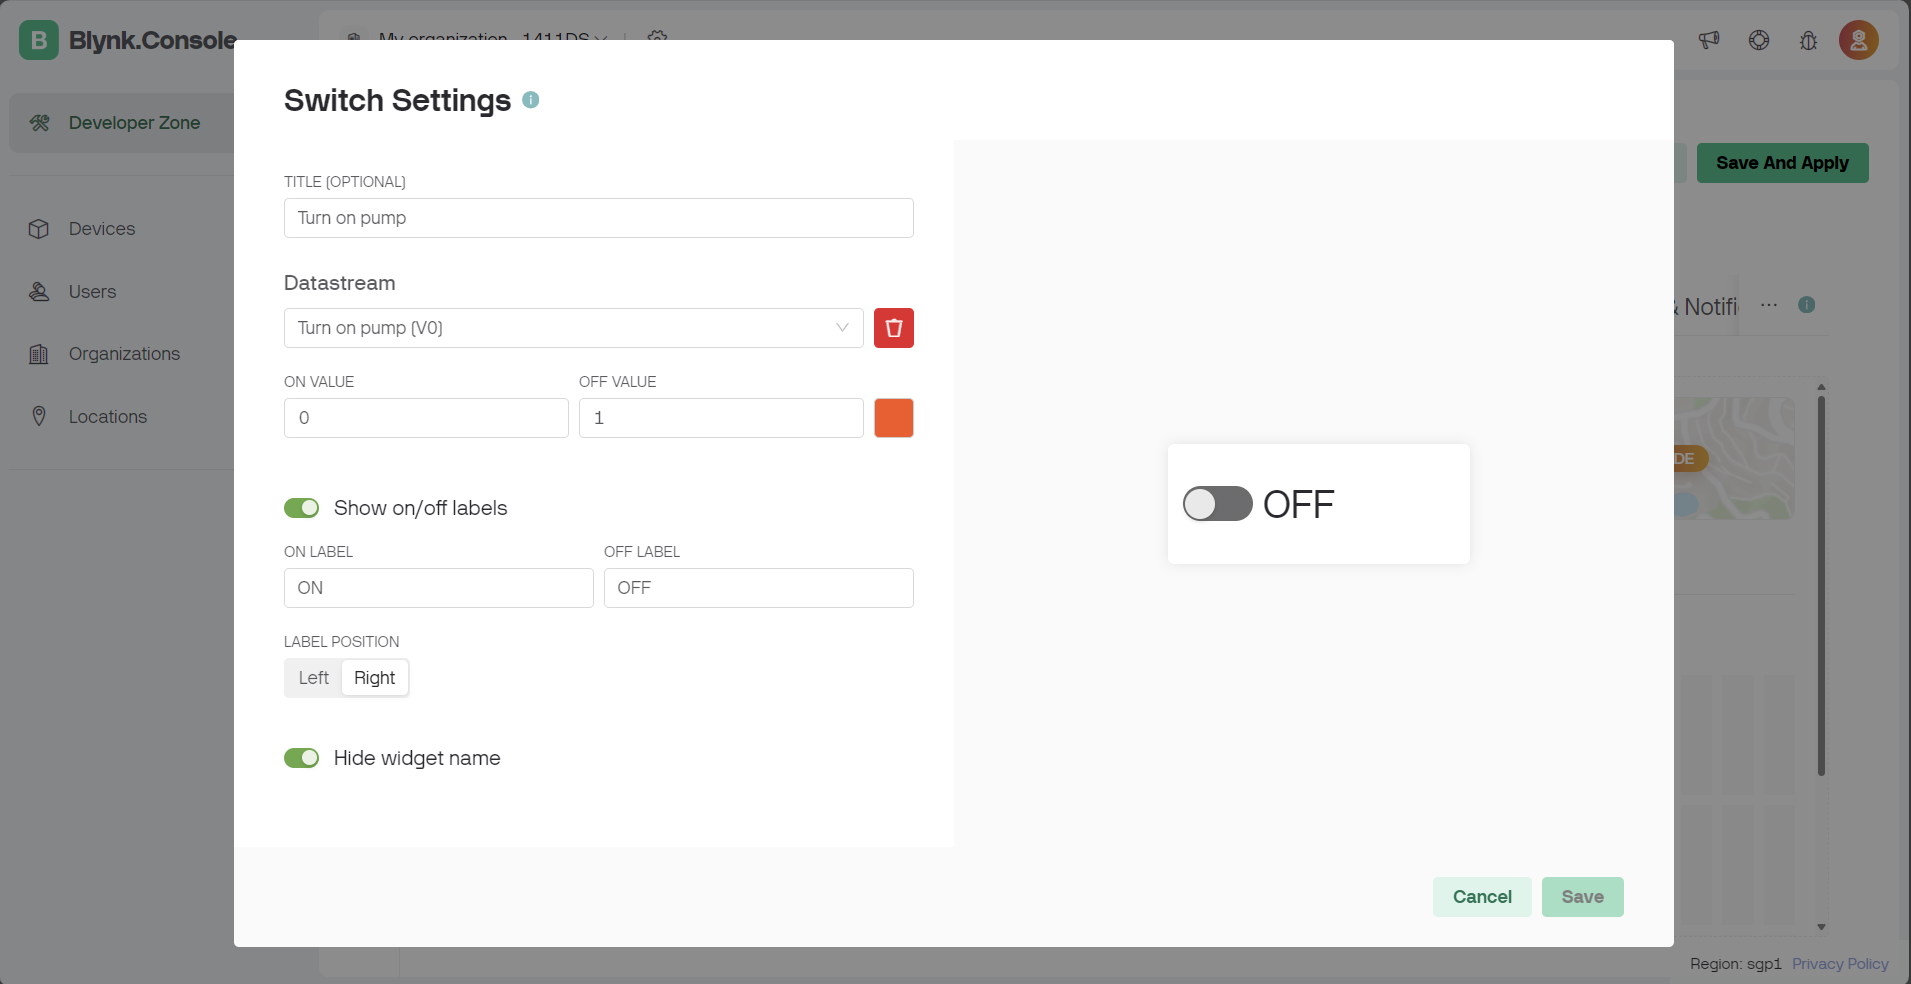 B Blynk.Console
My organization - 1411DS
Developer Zone
Devices
Users
Organizations
Locations
Switch Settings
TITLE (OPTIONAL)
Turn on pump
Datastream
Turn on pump (V0)
ON VALUE
OFF VALUE
0
1
Show on/off labels
ON LABEL
OFF LABEL
ON
OFF
LABEL POSITION
Left
Right
Hide widget name
OFF
Cancel
Save
Save And Apply
& Notifi
DE
Region: sgp1 Privacy Policy